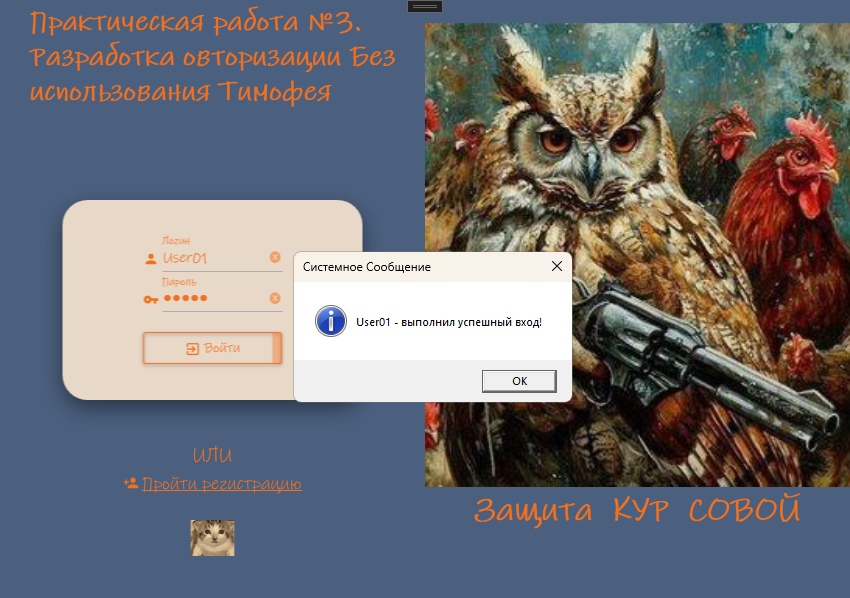 Практическая работа №3.
Разработка овторизации Без
использования Тимофея
Логин
User01
Пароль
Войти
Системное Сообщение
User01 - выполнил успешный вход!
OK
ИЛИ
Пройти регистрацию
Защита КУР СОВОЙ